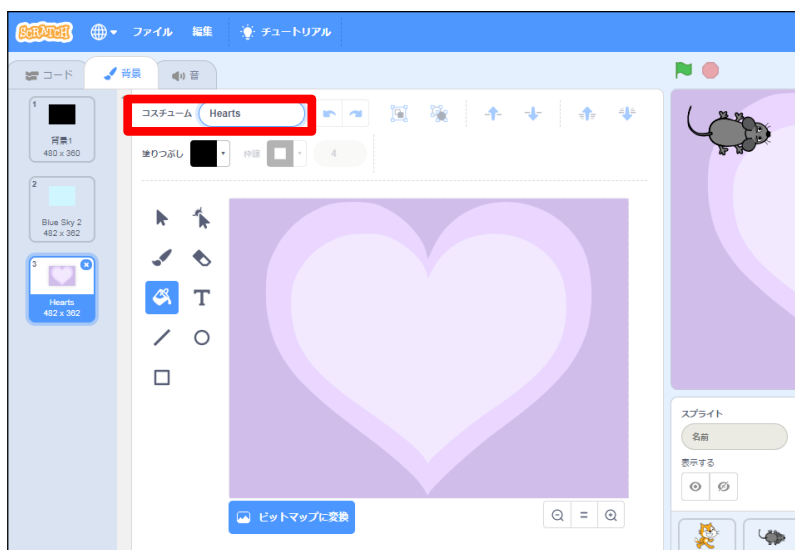 SCRATCH ファイル 編集 チュートリアル
コード 背景 音
1
背景1
480 x 360
2
Blue Sky 2
482 x 362
3
Hearts
482 x 362
コスチューム Hearts
塗りつぶし 枠線 4
T
ビットマップに変換
スプライト
名前
表示する